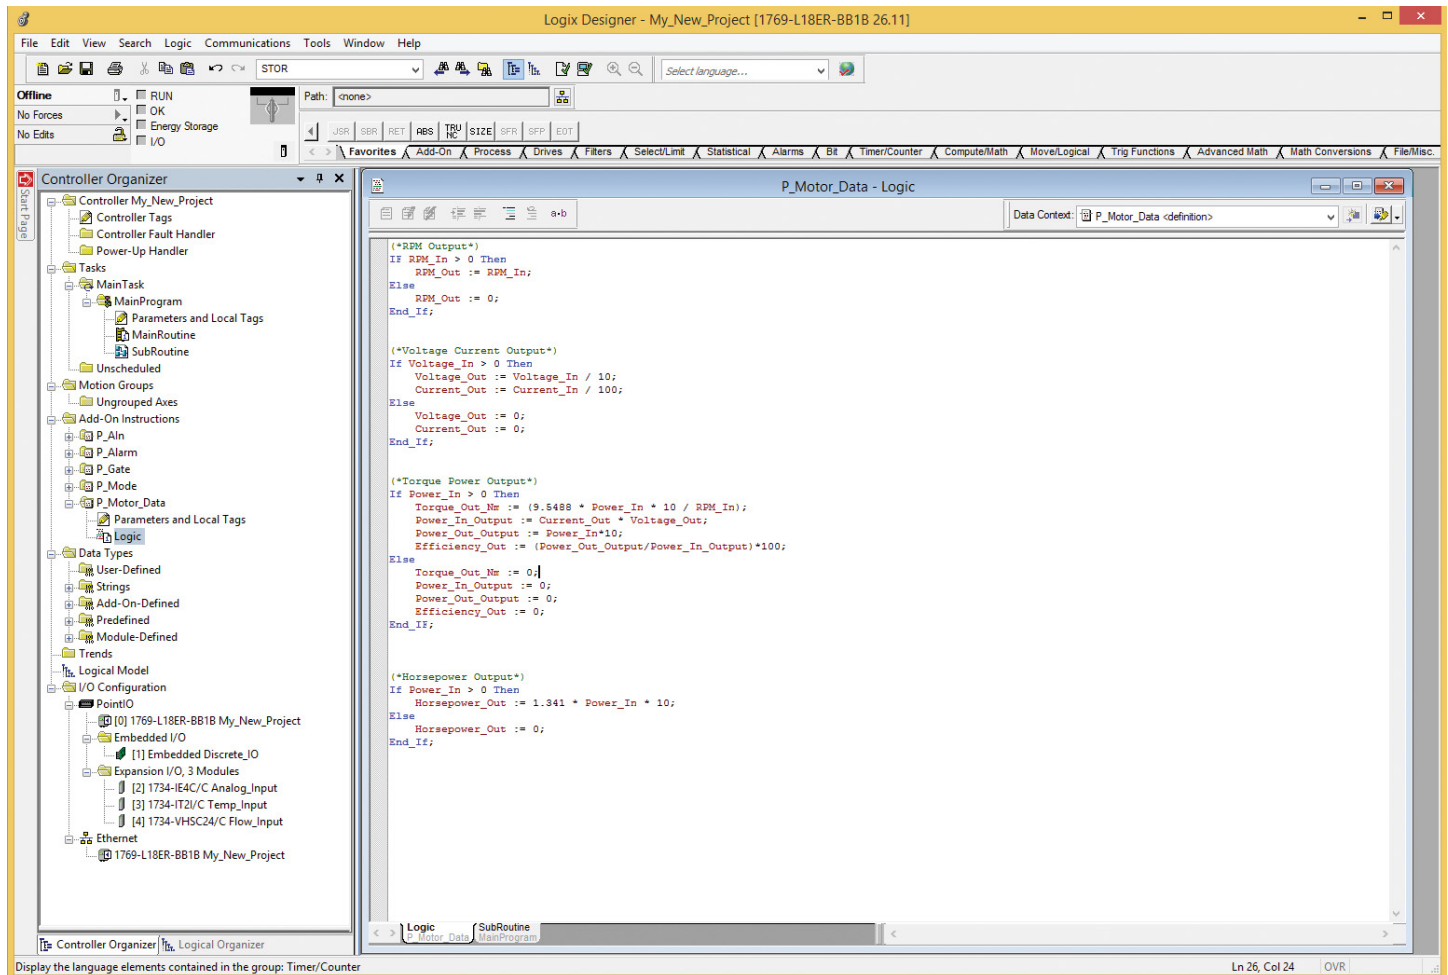 Logix Designer - My_New_Project [1769-L18ER-BB1B 26.11]
File Edit View Search Logic Communications Tools Window Help
STOR
Select language...
Offline
RUN
Path: <none>
No Forces
OK
Energy Storage
No Edits
I/O
JSR SBR RET ABS TRUNC SIZE SFR SFP EOT
Favorites Add-On Process Drives Filters Select/Limit Statistical Alarms Bit Timer/Counter Compute/Math Move/Logical Trig Functions Advanced Math Math Conversions File/Misc.
Start Page
Controller Organizer
Controller My_New_Project
Controller Tags
Controller Fault Handler
Power-Up Handler
Tasks
MainTask
MainProgram
Parameters and Local Tags
MainRoutine
SubRoutine
Unscheduled
Motion Groups
Ungrouped Axes
Add-On Instructions
P_AIn
P_Alarm
P_Gate
P_Mode
P_Motor_Data
Parameters and Local Tags
Logic
Data Types
User-Defined
Strings
Add-On-Defined
Predefined
Module-Defined
Trends
Logical Model
I/O Configuration
PointIO
[0] 1769-L18ER-BB1B My_New_Project
Embedded I/O
[1] Embedded Discrete_IO
Expansion I/O, 3 Modules
[2] 1734-IE4C/C Analog_Input
[3] 1734-IT2I/C Temp_Input
[4] 1734-VHSC24/C Flow_Input
Ethernet
1769-L18ER-BB1B My_New_Project
Controller Organizer Logical Organizer
P_Motor_Data - Logic
a•b
Data Context: P_Motor_Data <definition>
(*RPM Output*)
IF RPM_In > 0 Then
RPM_Out := RPM_In;
Else
RPM_Out := 0;
End_If;
(*Voltage Current Output*)
If Voltage_In > 0 Then
Voltage_Out := Voltage_In / 10;
Current_Out := Current_In / 100;
Else
Voltage_Out := 0;
Current_Out := 0;
End_If;
(*Torque Power Output*)
If Power_In > 0 Then
Torque_Out_Nm := (9.5488 * Power_In * 10 / RPM_In);
Power_In_Output := Current_Out * Voltage_Out;
Power_Out_Output := Power_In*10;
Efficiency_Out := (Power_Out_Output/Power_In_Output)*100;
Else
Torque_Out_Nm := 0;
Power_In_Output := 0;
Power_Out_Output := 0;
Efficiency_Out := 0;
End_IF;
(*Horsepower Output*)
If Power_In > 0 Then
Horsepower_Out := 1.341 * Power_In * 10;
Else
Horsepower_Out := 0;
End_If;
Logic SubRoutine
P_Motor_Data MainProgram
Display the language elements contained in the group: Timer/Counter
Ln 26, Col 24 OVR